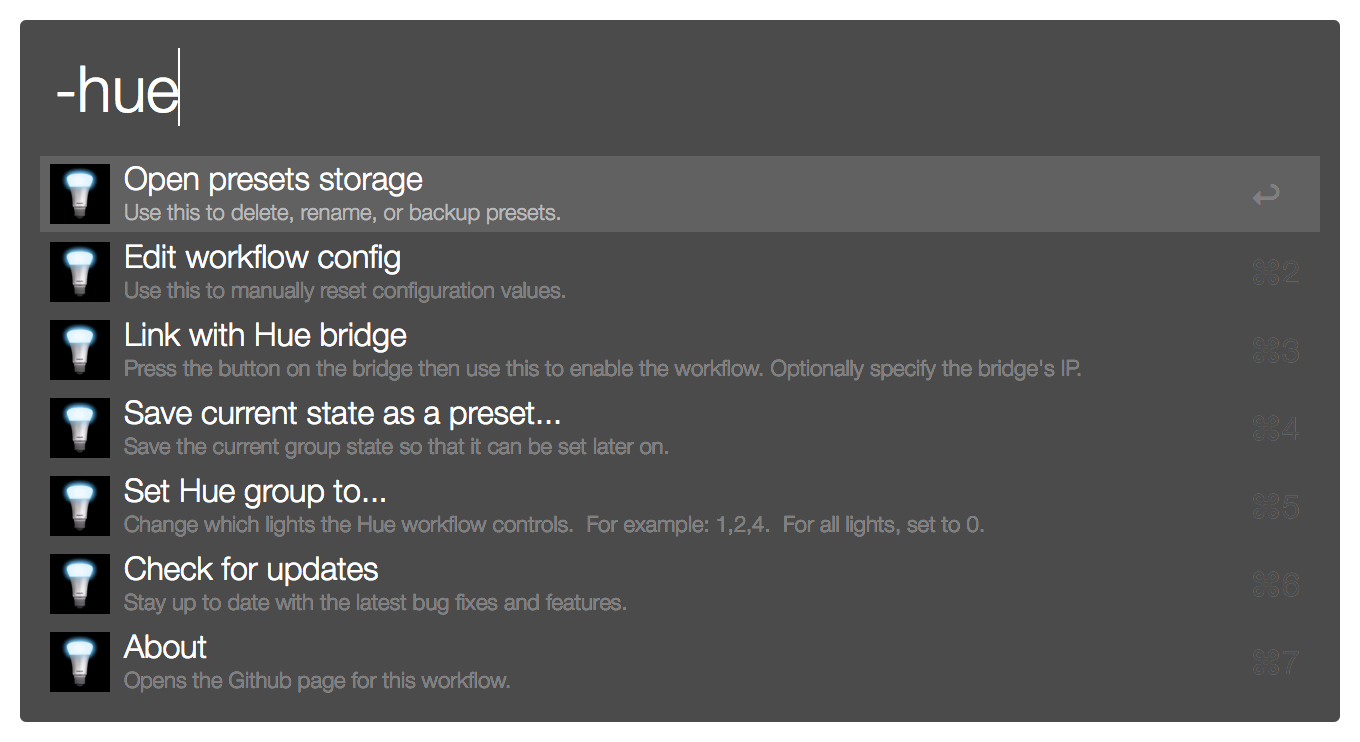 -hue
Open presets storage
Use this to delete, rename, or backup presets.
Edit workflow config
Use this to manually reset configuration values.
⌘2
Link with Hue bridge
Press the button on the bridge then use this to enable the workflow. Optionally specify the bridge's IP.
⌘3
Save current state as a preset...
Save the current group state so that it can be set later on.
⌘4
Set Hue group to...
Change which lights the Hue workflow controls.  For example: 1,2,4.  For all lights, set to 0.
⌘5
Check for updates
Stay up to date with the latest bug fixes and features.
⌘6
About
Opens the Github page for this workflow.
⌘7